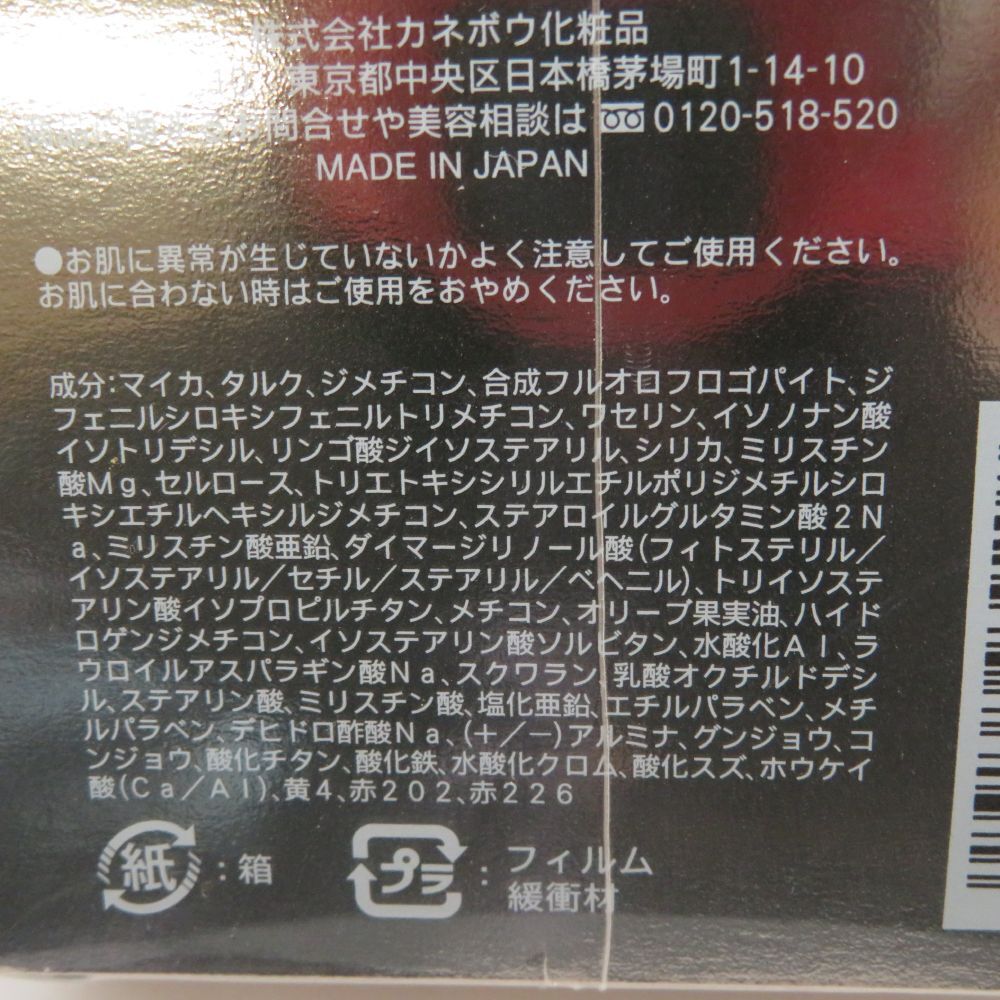 株式会社カネボウ化粧品
東京都中央区日本橋茅場町1-14-10
お問合せや美容相談は 0120-518-520
MADE IN JAPAN
●お肌に異常が生じていないかよく注意してご使用ください。
お肌に合わない時はご使用をおやめください。
成分:マイカ、タルク、ジメチコン、合成フルオロフロゴパイト、ジ
フェニルシロキシフェニルトリメチコン、ワセリン、イソノナン酸
イソトリデシル、リンゴ酸ジイソステアリル、シリカ、ミリスチン
酸Mg、セルロース、トリエトキシシリルエチルポリジメチルシロ
キシエチルヘキシルジメチコン、ステアロイルグルタミン酸2N
a、ミリスチン酸亜鉛、ダイマージリノール酸(フィトステリル/
イソステアリル/セチル/ステアリル/ベヘニル)、トリイソステ
アリン酸イソプロピルチタン、メチコン、オリーブ果実油、ハイド
ロゲンジメチコン、イソステアリン酸ソルビタン、水酸化Al、ラ
ウロイルアスパラギン酸Na、スクワラン、乳酸オクチルドデシ
ル、ステアリン酸、ミリスチン酸、塩化亜鉛、エチルパラベン、メチ
ルパラベン、デヒドロ酢酸Na、(+/-)アルミナ、グンジョウ、コ
ンジョウ、酸化チタン、酸化鉄、水酸化クロム、酸化スズ、ホウケイ
酸(Ca/Al)、黄4、赤202、赤226
紙:箱
プラ:フィルム
緩衝材